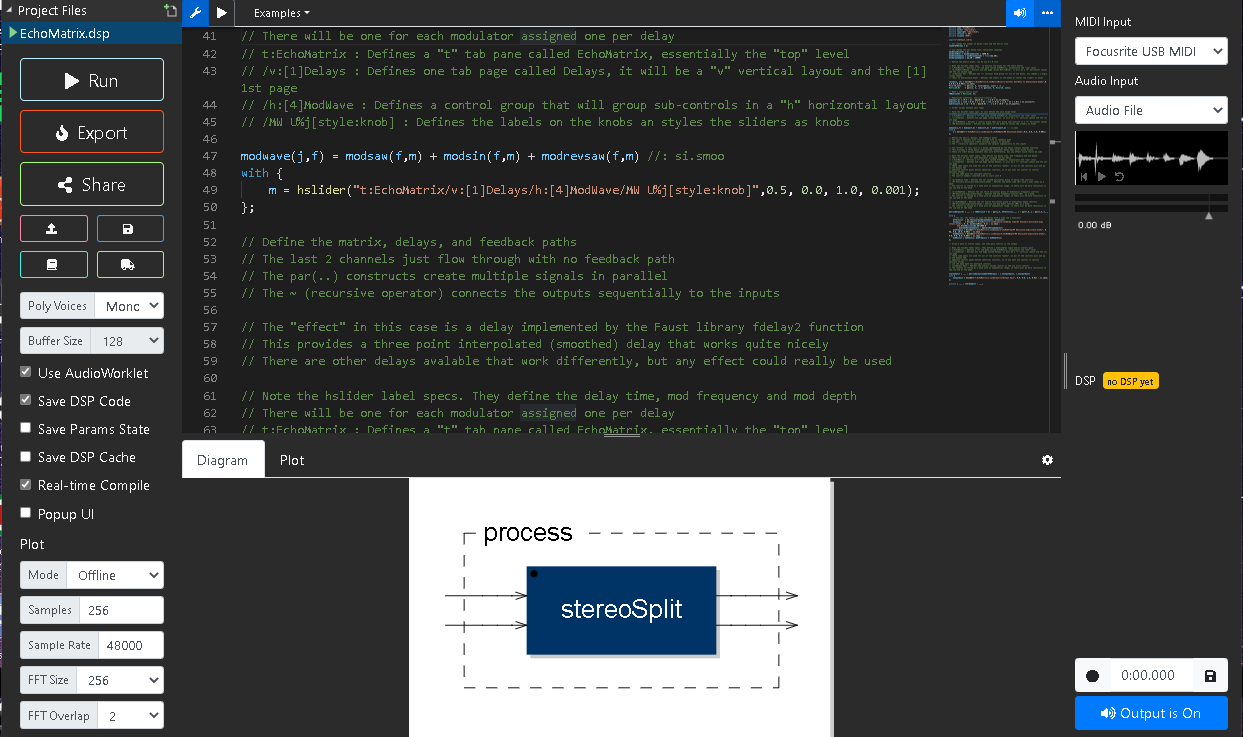 Project Files
EchoMatrix.dsp
Run
Export
Share
Poly Voices Mono
Buffer Size 128
Use AudioWorklet
Save DSP Code
Save Params State
Save DSP Cache
Real-time Compile
Popup UI
Plot
Mode Offline
Samples 256
Sample Rate 48000
FFT Size 256
FFT Overlap 2
Examples
41 // There will be one for each modulator assigned one per delay
42 // t:EchoMatrix : Defines a "t" tab pane called EchoMatrix, essentially the "top" level
43 // /v:[1]Delays : Defines one tab page called Delays, it will be a "v" vertical layout and the [1]
1st page
44 // /h:[4]ModWave : Defines a control group that will group sub-controls in a "h" horizontal layout
45 // /MW U%j[style:knob] : Defines the labels on the knobs an styles the sliders as knobs
46
47 modwave(j,f) = modsaw(f,m) + modsin(f,m) + modrevsaw(f,m) //: si.smoo
48 with {
49 m = hslider("t:EchoMatrix/v:[1]Delays/h:[4]ModWave/MW U%j[style:knob]",0.5, 0.0, 1.0, 0.001);
50 };
51
52 // Define the matrix, delays, and feedback paths
53 // The last 2 channels just flow through with no feedback path
54 // The par(..) constructs create multiple signals in parallel
55 // The ~ (recursive operator) connects the outputs sequentially to the inputs
56
57 // The "effect" in this case is a delay implemented by the Faust library fdelay2 function
58 // This provides a three point interpolated (smoothed) delay that works quite nicely
59 // There are other delays avalable that work differently, but any effect could really be used
60
61 // Note the hslider label specs. They define the delay time, mod frequency and mod depth
62 // There will be one for each modulator assigned one per delay
63 // t:EchoMatrix : Defines a "t" tab pane called EchoMatrix, essentially the "top" level
Diagram Plot
process
stereoSplit
MIDI Input
Focusrite USB MIDI
Audio Input
Audio File
0.00 dB
DSP no DSP yet
0:00.000
Output is On